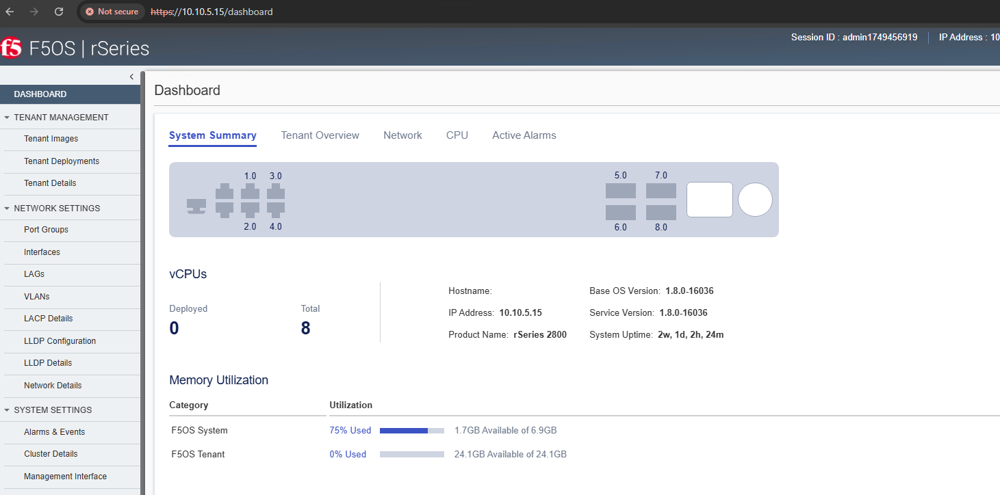 Not secure https://10.10.5.15/dashboard
f5 F5OS | rSeries
Session ID : admin1749456919 IP Address : 10
DASHBOARD
TENANT MANAGEMENT
Tenant Images
Tenant Deployments
Tenant Details
NETWORK SETTINGS
Port Groups
Interfaces
LAGs
VLANs
LACP Details
LLDP Configuration
LLDP Details
Network Details
SYSTEM SETTINGS
Alarms & Events
Cluster Details
Management Interface
Dashboard
System Summary Tenant Overview Network CPU Active Alarms
1.0 3.0 5.0 7.0
2.0 4.0 6.0 8.0
vCPUs
Deployed Total
0 8
Hostname: Base OS Version: 1.8.0-16036
IP Address: 10.10.5.15 Service Version: 1.8.0-16036
Product Name: rSeries 2800 System Uptime: 2w, 1d, 2h, 24m
Memory Utilization
Category Utilization
F5OS System 75% Used 1.7GB Available of 6.9GB
F5OS Tenant 0% Used 24.1GB Available of 24.1GB